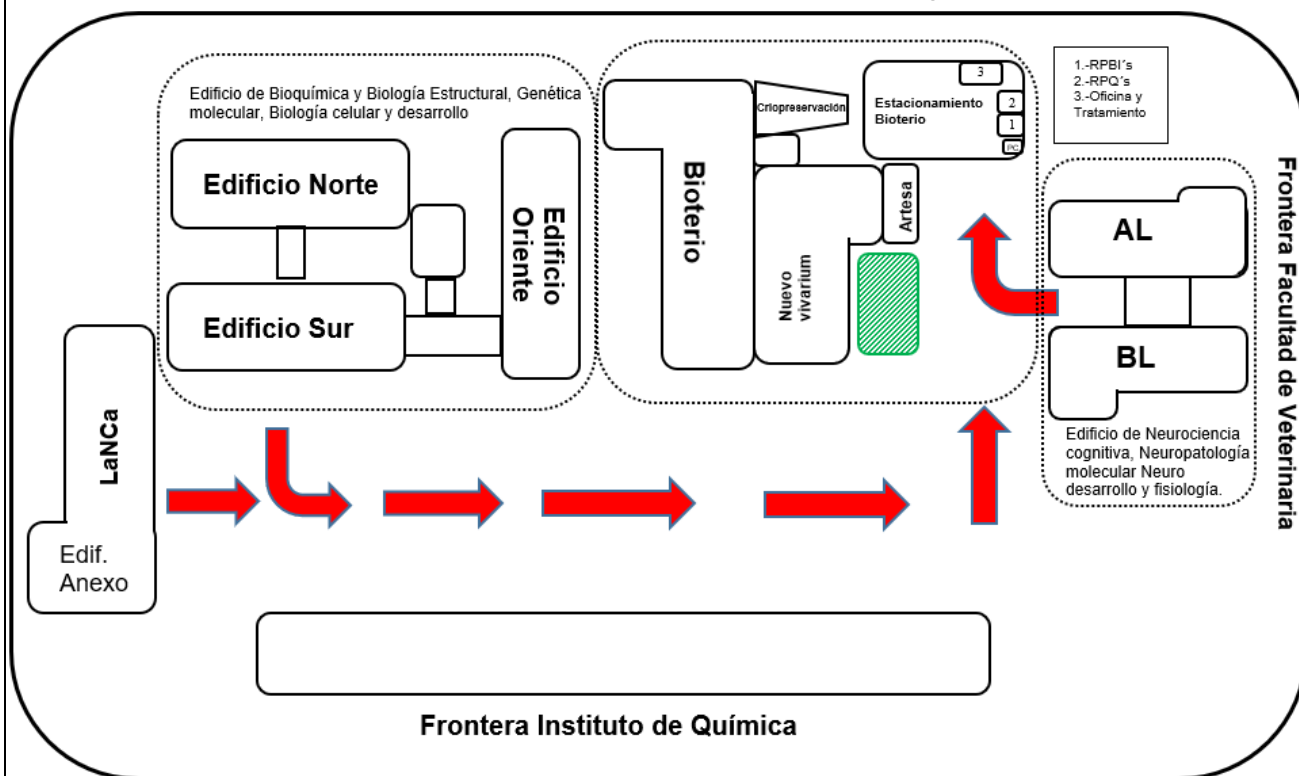 Edificio de Bioquímica y Biología Estructural, Genética
molecular, Biología celular y desarrollo
Edificio Norte
Edificio Sur
Edificio
Oriente
LaNCa
Edif.
Anexo
Bioterio
Criopreservación
Nuevo
vivarium
Artesa
Estacionamiento
Bioterio
3
2
1
PC
1.-RPBI´s
2.-RPQ's
3.-Oficina y
Tratamiento
AL
BL
Edificio de Neurociencia
cognitiva, Neuropatología
molecular Neuro
desarrollo y fisiología.
Frontera Facultad de Veterinaria
Frontera Instituto de Química